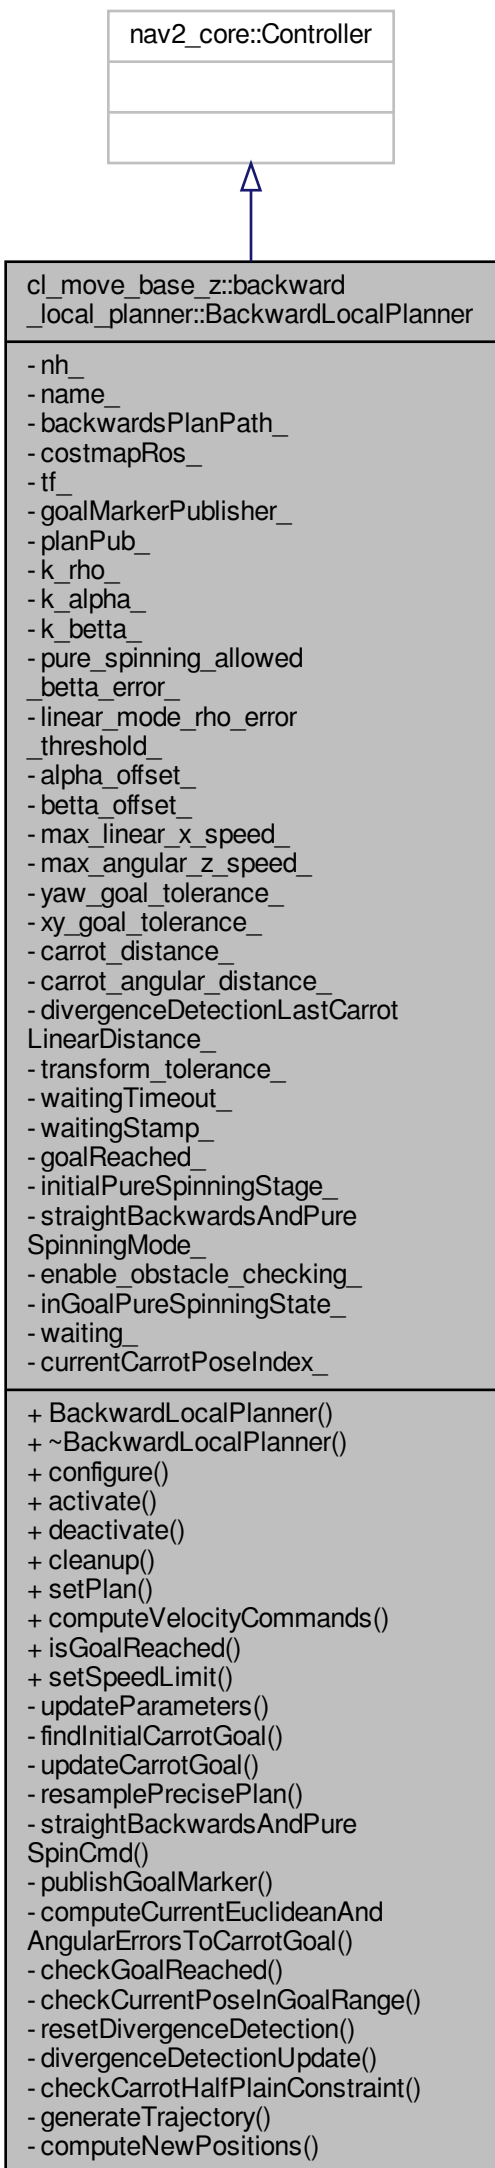 nav2_core::Controller
cl_move_base_z::backward
_local_planner::BackwardLocalPlanner
- nh_
- name_
- backwardsPlanPath_
- costmapRos_
- tf_
- goalMarkerPublisher_
- planPub_
- k_rho_
- k_alpha_
- k_betta_
- pure_spinning_allowed
_betta_error_
- linear_mode_rho_error
_threshold_
- alpha_offset_
- betta_offset_
- max_linear_x_speed_
- max_angular_z_speed_
- yaw_goal_tolerance_
- xy_goal_tolerance_
- carrot_distance_
- carrot_angular_distance_
- divergenceDetectionLastCarrot
LinearDistance_
- transform_tolerance_
- waitingTimeout_
- waitingStamp_
- goalReached_
- initialPureSpinningStage_
- straightBackwardsAndPure
SpinningMode_
- enable_obstacle_checking_
- inGoalPureSpinningState_
- waiting_
- currentCarrotPoseIndex_
+ BackwardLocalPlanner()
+ ~BackwardLocalPlanner()
+ configure()
+ activate()
+ deactivate()
+ cleanup()
+ setPlan()
+ computeVelocityCommands()
+ isGoalReached()
+ setSpeedLimit()
- updateParameters()
- findInitialCarrotGoal()
- updateCarrotGoal()
- resamplePrecisePlan()
- straightBackwardsAndPure
SpinCmd()
- publishGoalMarker()
- computeCurrentEuclideanAnd
AngularErrorsToCarrotGoal()
- checkGoalReached()
- checkCurrentPoseInGoalRange()
- resetDivergenceDetection()
- divergenceDetectionUpdate()
- checkCarrotHalfPlainConstraint()
- generateTrajectory()
- computeNewPositions()